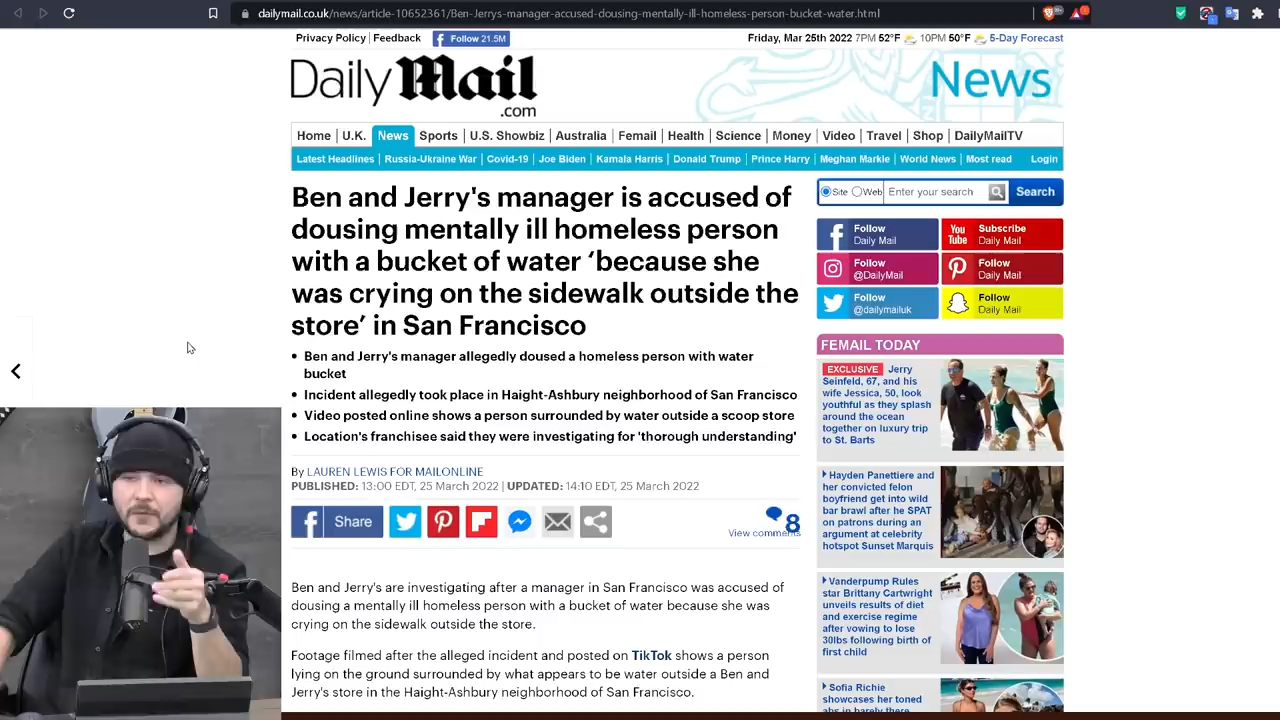 dailymail.co.uk/news/article-10652361/Ben-Jerrys-manager-accused-dousing-mentally-ill-homeless-person-bucket-water.html
Privacy Policy | Feedback
Follow 21.5M
Friday, Mar 25th 2022 7PM 52°F 10PM 50°F 5-Day Forecast
Daily Mail
.com
News
Home | U.K. News | Sports | U.S. Showbiz | Australia | Femail | Health | Science | Money | Video | Travel | Shop | DailyMailTV
Latest Headlines | Russia-Ukraine War | Covid-19 | Joe Biden | Kamala Harris | Donald Trump | Prince Harry | Meghan Markle | World News | Most read Login
Ben and Jerry's manager is accused of
dousing mentally ill homeless person
with a bucket of water ‘because she
was crying on the sidewalk outside the
store’ in San Francisco
• Ben and Jerry's manager allegedly doused a homeless person with water
bucket
• Incident allegedly took place in Haight-Ashbury neighborhood of San Francisco
• Video posted online shows a person surrounded by water outside a scoop store
• Location's franchisee said they were investigating for 'thorough understanding'
By LAUREN LEWIS FOR MAILONLINE
PUBLISHED: 13:00 EDT, 25 March 2022 | UPDATED: 14:10 EDT, 25 March 2022
Share
8
View comments
Ben and Jerry's are investigating after a manager in San Francisco was accused of
dousing a mentally ill homeless person with a bucket of water because she was
crying on the sidewalk outside the store.
Footage filmed after the alleged incident and posted on TikTok shows a person
lying on the ground surrounded by what appears to be water outside a Ben and
Jerry's store in the Haight-Ashbury neighborhood of San Francisco.
Site Web Enter your search Search
Follow
Daily Mail
You
Tube
Subscribe
Daily Mail
Follow
@DailyMail
Follow
Daily Mail
Follow
@dailymailuk
Follow
Daily Mail
FEMAIL TODAY
EXCLUSIVE Jerry
Seinfeld, 67, and his
wife Jessica, 50, look
youthful as they splash
around the ocean
together on luxury trip
to St. Barts
Hayden Panettiere and
her convicted felon
boyfriend get into wild
bar brawl after he SPAT
on patrons during an
argument at celebrity
hotspot Sunset Marquis
Vanderpump Rules
star Brittany Cartwright
unveils results of diet
and exercise regime
after vowing to lose
30lbs following birth of
first child
Sofia Richie
showcases her toned
abs in barely there